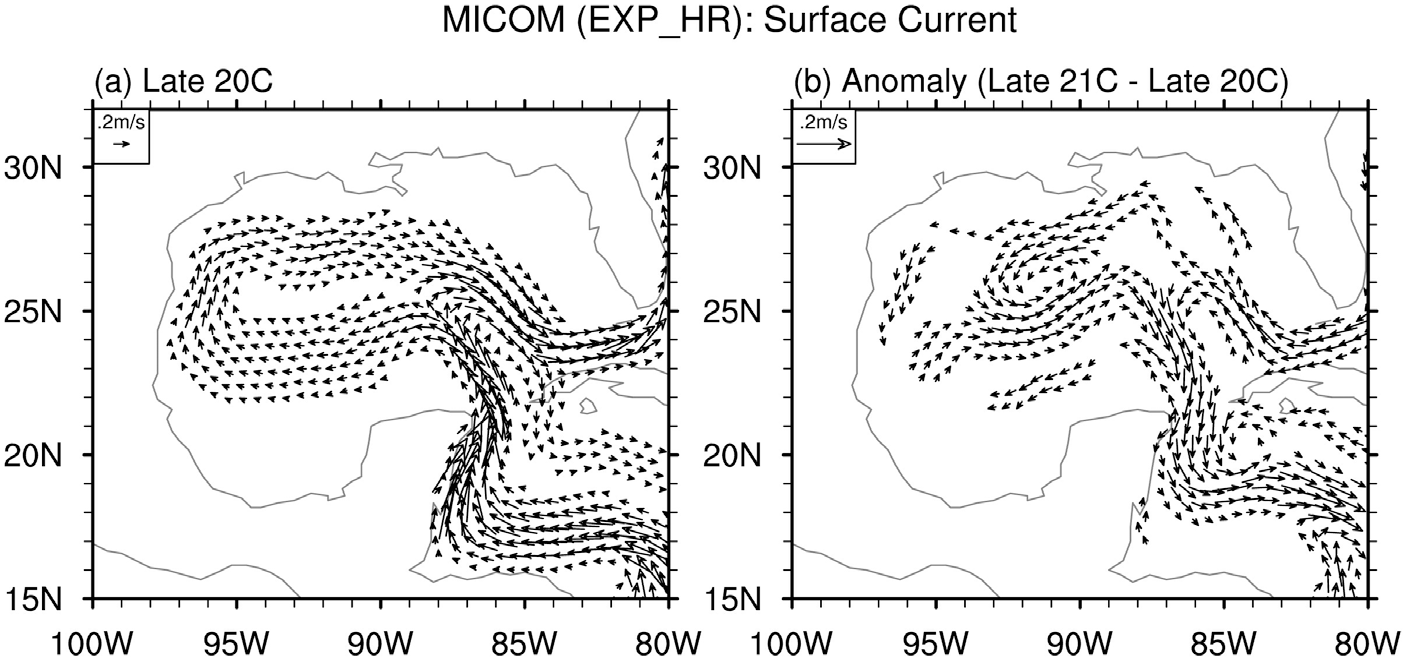 MICOM (EXP_HR): Surface Current
(a) Late 20C
(b) Anomaly (Late 21C - Late 20C)
.2m/s
.2m/s
30N
30N
25N
25N
20N
20N
15N
15N
100W 95W 90W 85W 80W
100W 95W 90W 85W 80W